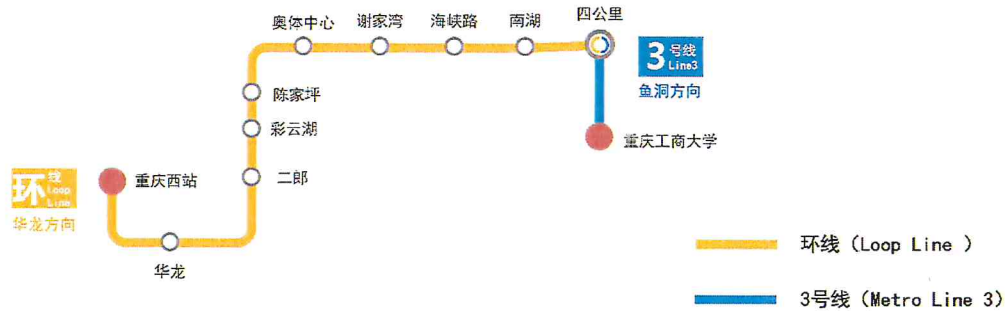 奥体中心
谢家湾
海峡路
南湖
四公里
3号线
Line3
鱼洞方向
陈家坪
彩云湖
重庆工商大学
环线
Loop
Line
重庆西站
二郎
华龙方向
华龙
环线（Loop Line ）
3号线（Metro Line 3）